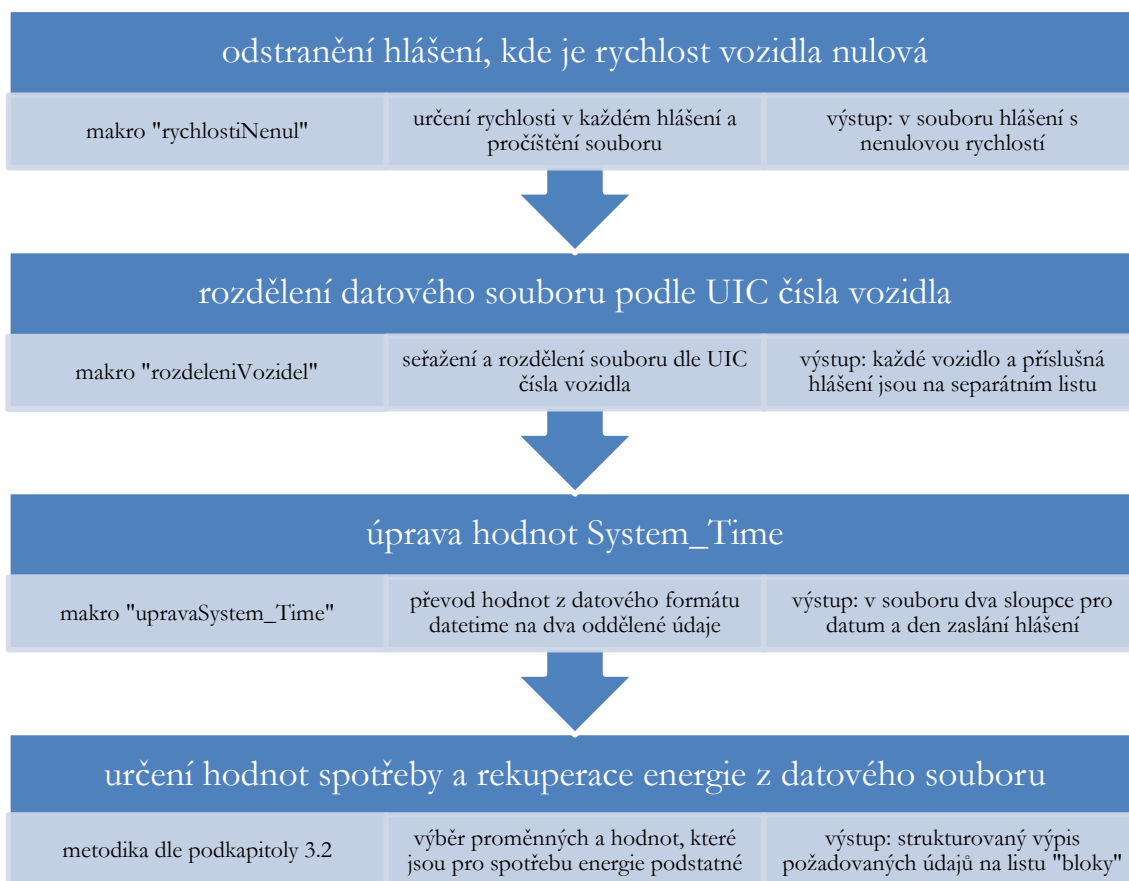 odstranění hlášení, kde je rychlost vozidla nulová
makro "rychlostiNenul"
určení rychlosti v každém hlášení a
pročíštění souboru
výstup: v souboru hlášení s
nenulovou rychlostí
rozdělení datového souboru podle UIC čísla vozidla
makro "rozdeleniVozidel"
seřažení a rozdělení souboru dle UIC
čísla vozidla
výstup: každé vozidlo a příslušná
hlášení jsou na separátním listu
úprava hodnot System_Time
makro "upravaSystem_Time"
převod hodnot z datového formátu
datetime na dva oddělené údaje
výstup: v souboru dva sloupce pro
datum a den zaslání hlášení
určení hodnot spotřeby a rekuperace energie z datového souboru
metodika dle podkapitoly 3.2
výběr proměnných a hodnot, které
jsou pro spotřebu energie podstatné
výstup: strukturovaný výpis
požadovaných údajů na listu "bloky"